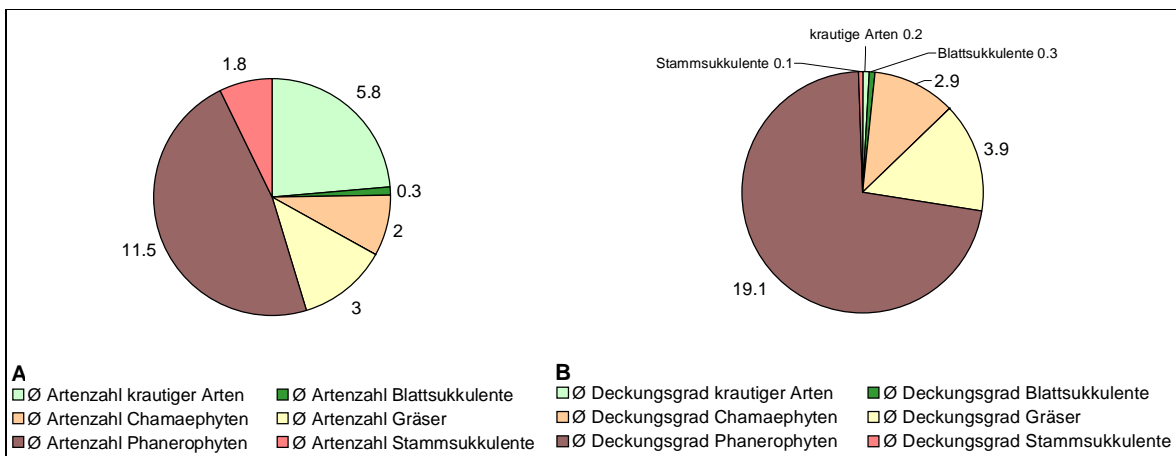 1.8
5.8
0.3
2
3
11.5
krautige Arten 0.2
Blattsukkulente 0.3
Stammsukkulente 0.1
2.9
3.9
19.1
A
Ø Artenzahl krautiger Arten
Ø Artenzahl Blattsukkulente
Ø Artenzahl Chamaephyten
Ø Artenzahl Gräser
Ø Artenzahl Phanerophyten
Ø Artenzahl Stammsukkulente
B
Ø Deckungsgrad krautiger Arten
Ø Deckungsgrad Blattsukkulente
Ø Deckungsgrad Chamaephyten
Ø Deckungsgrad Gräser
Ø Deckungsgrad Phanerophyten
Ø Deckungsgrad Stammsukkulente